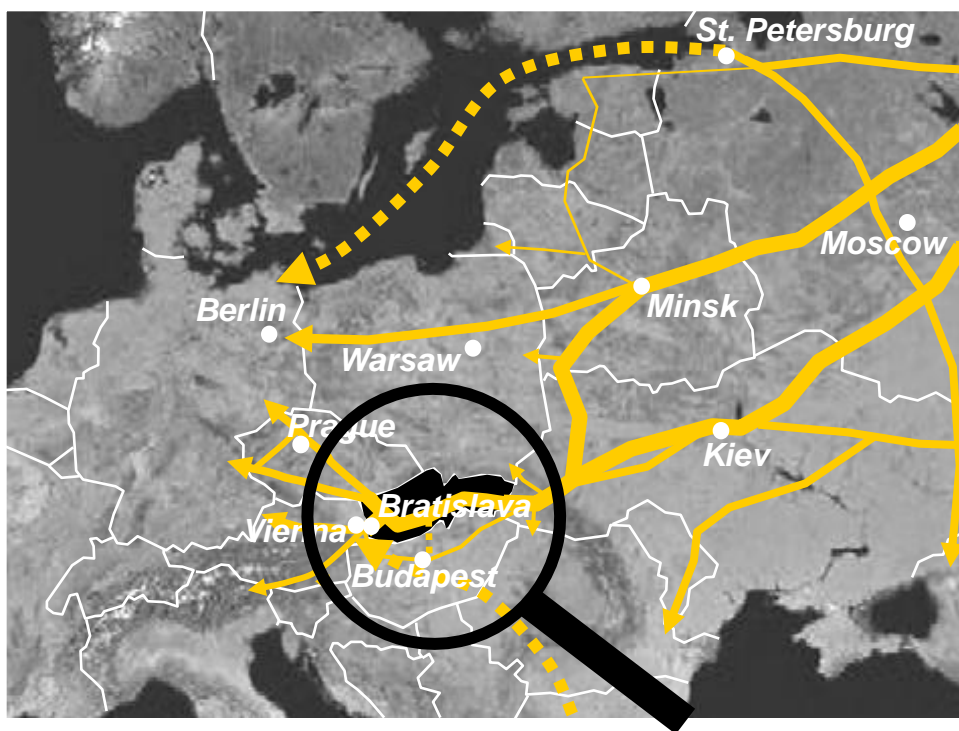 St. Petersburg
Moscow
Minsk
Berlin
Warsaw
Prague
Kiev
Bratislava
Vienna
Budapest